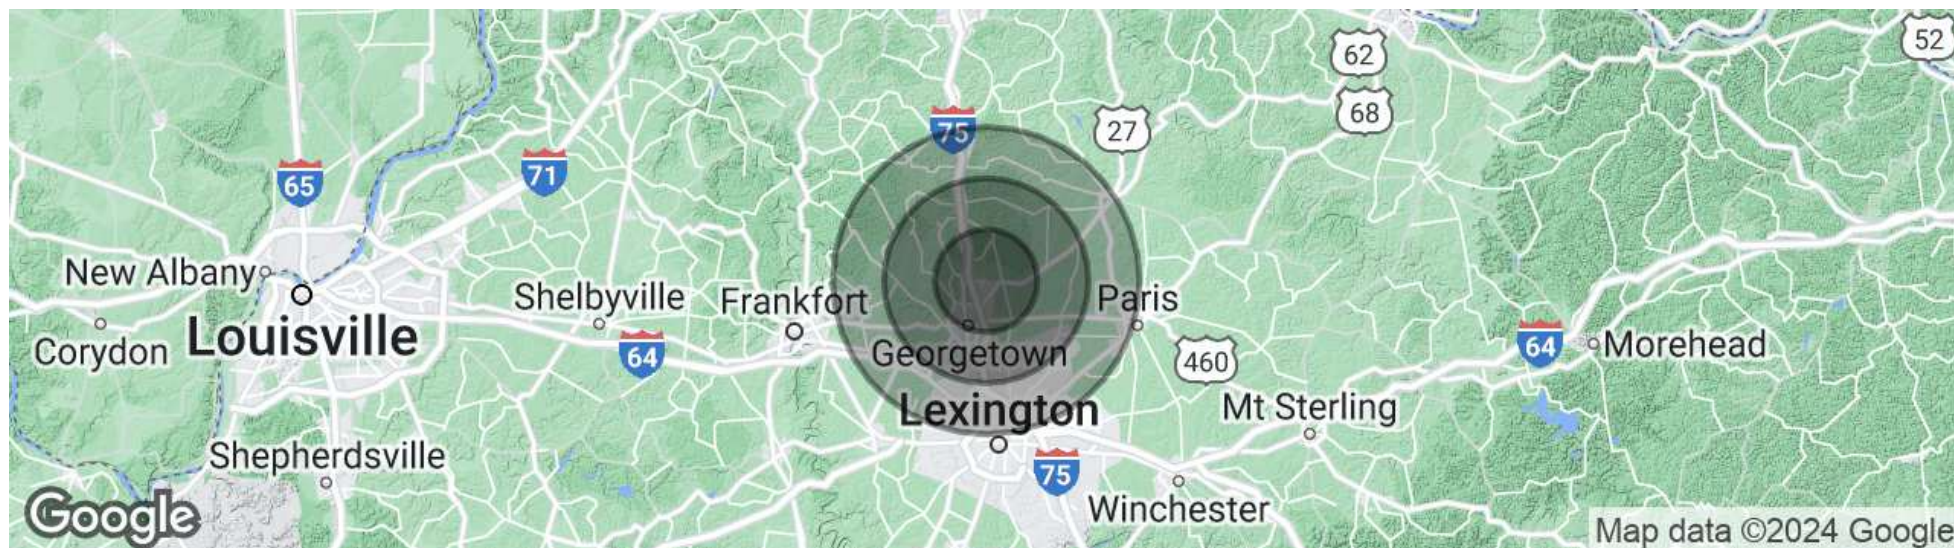 52
62
68
75
27
71
65
New Albany
Shelbyville
Frankfort
Paris
Louisville
Corydon
64
Georgetown
460
64
Morehead
Lexington
Mt Sterling
Shepherdsville
75
Winchester
Google
Map data ©2024 Google